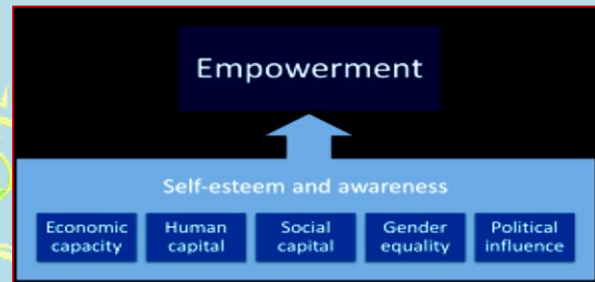 Empowerment
Self-esteem and awareness
Economic
capacity
Human
capital
Social
capital
Gender
equality
Political
influence